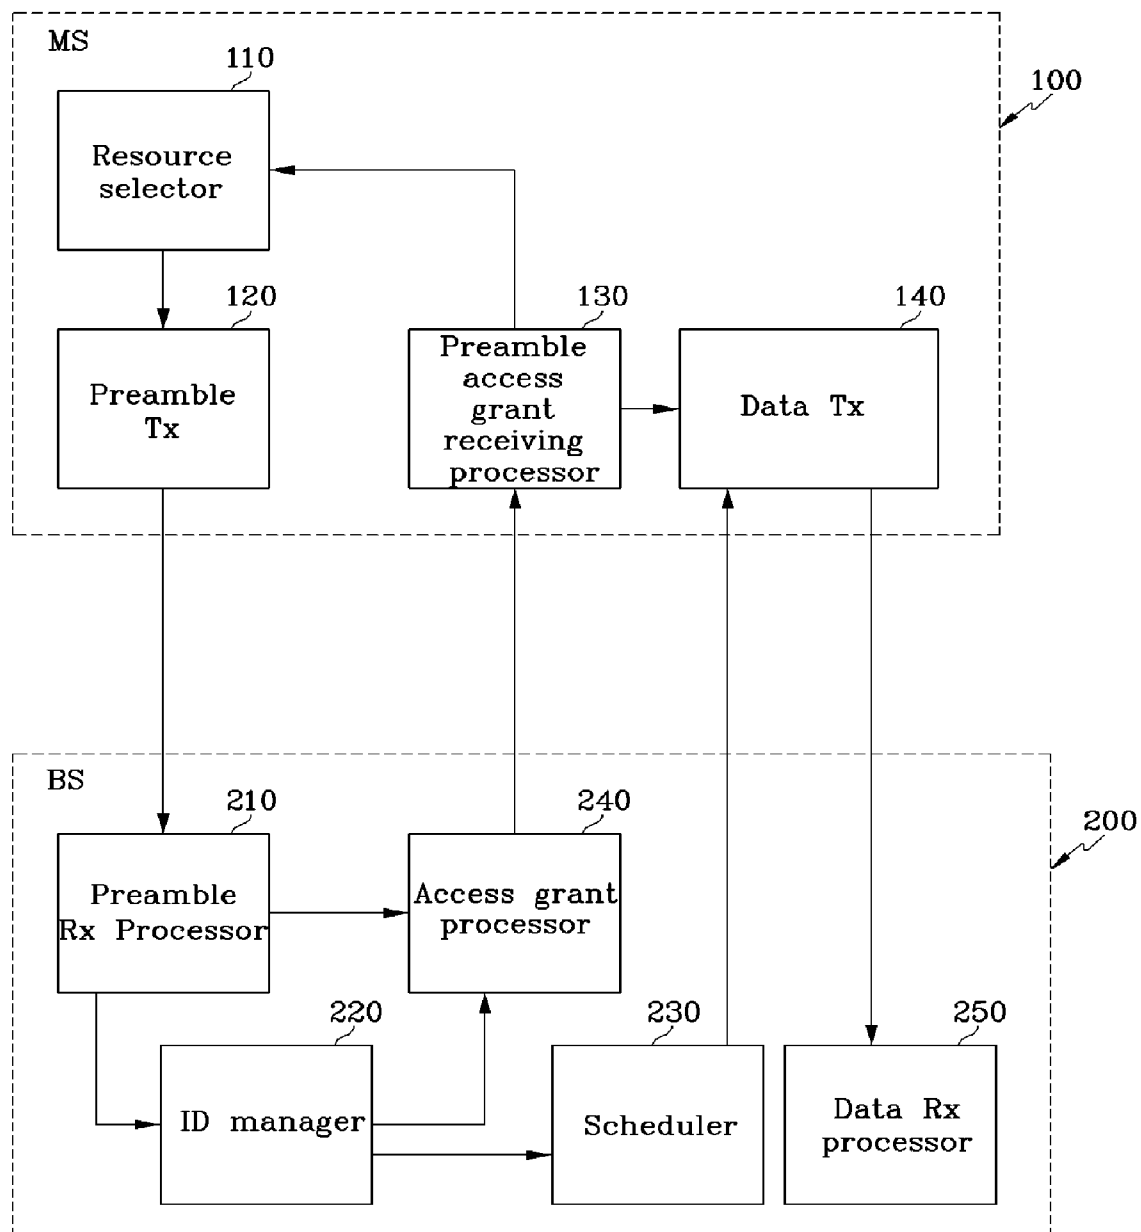 MS
110
100
Resource
selector
120
130
140
Preamble
Tx
Preamble
access
grant
receiving
processor
Data Tx
BS
210
240
200
Preamble
Rx Processor
Access grant
processor
220
230
250
ID manager
Scheduler
Data Rx
processor